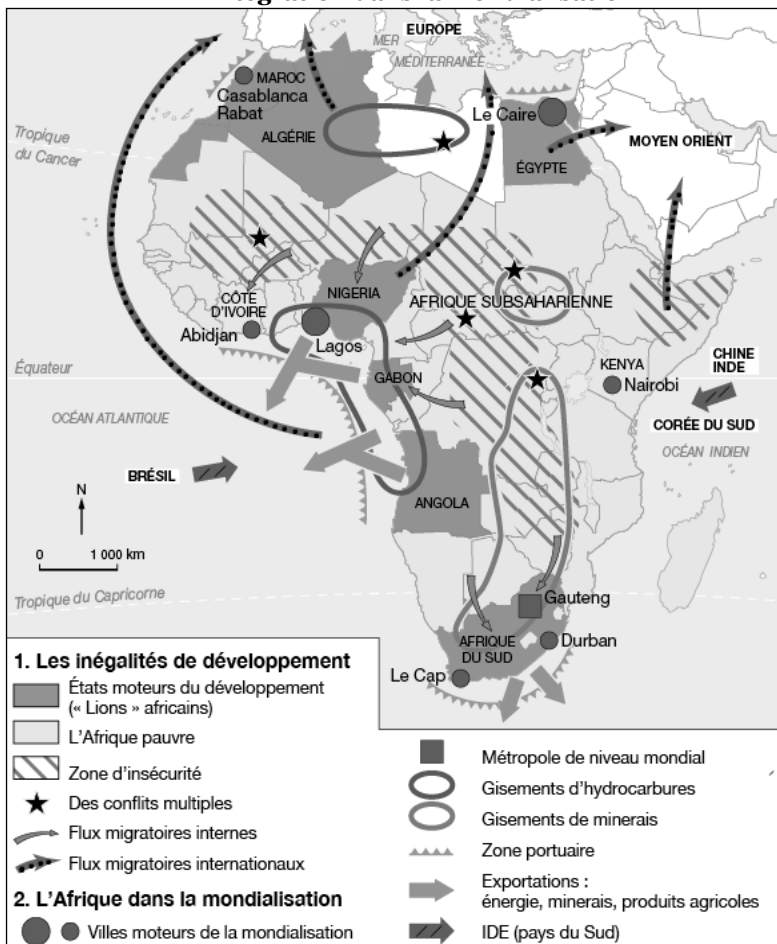 EUROPE
MER
MÉDITERRANÉE
MAROC
Casablanca
Rabat
Le Caire
Tropique
du Cancer
ALGÉRIE
MOYEN ORIENT
ÉGYPTE
CÔTE
D'IVOIRE
NIGERIA
AFRIQUE SUBSAHARIENNE
Abidjan
Lagos
Équateur
GABON
KENYA
Nairobi
CHINE
INDE
OCÉAN ATLANTIQUE
CORÉE DU SUD
OCÉAN INDIEN
BRÉSIL
ANGOLA
N
0 1 000 km
Tropique du Capricorne
Gauteng
AFRIQUE
DU SUD
Durban
Le Cap
1. Les inégalités de développement
États moteurs du développement
(« Lions » africains)
L'Afrique pauvre
Zone d'insécurité
Des conflits multiples
Flux migratoires internes
Flux migratoires internationaux
2. L'Afrique dans la mondialisation
Villes moteurs de la mondialisation
Métropole de niveau mondial
Gisements d'hydrocarbures
Gisements de minerais
Zone portuaire
Exportations :
énergie, minerais, produits agricoles
IDE (pays du Sud)